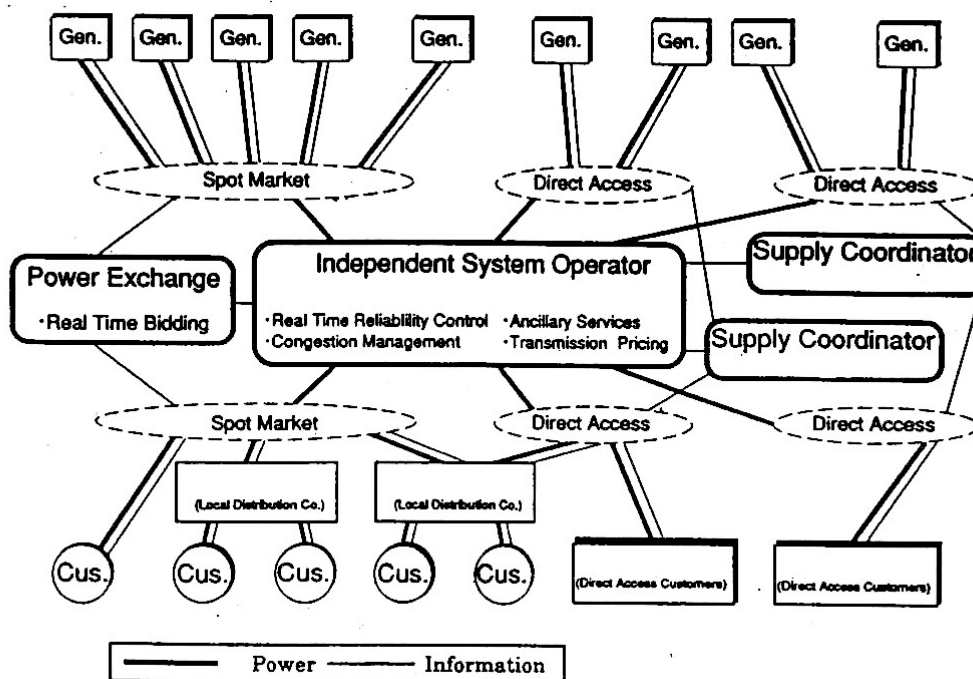 Gen. Gen. Gen. Gen. Gen. Gen. Gen. Gen. Gen.
Spot Market Direct Access Direct Access
Power Exchange
·Real Time Bidding
Independent System Operator
·Real Time Reliablility Control ·Ancillary Services
·Congestion Management ·Transmission Pricing
Supply Coordinator
Supply Coordinator
Spot Market Direct Access Direct Access
(Local Distribution Co.) (Local Distribution Co.)
Cus. Cus. Cus. Cus. Cus.
(Direct Access Customers) (Direct Access Customers)
Power Information